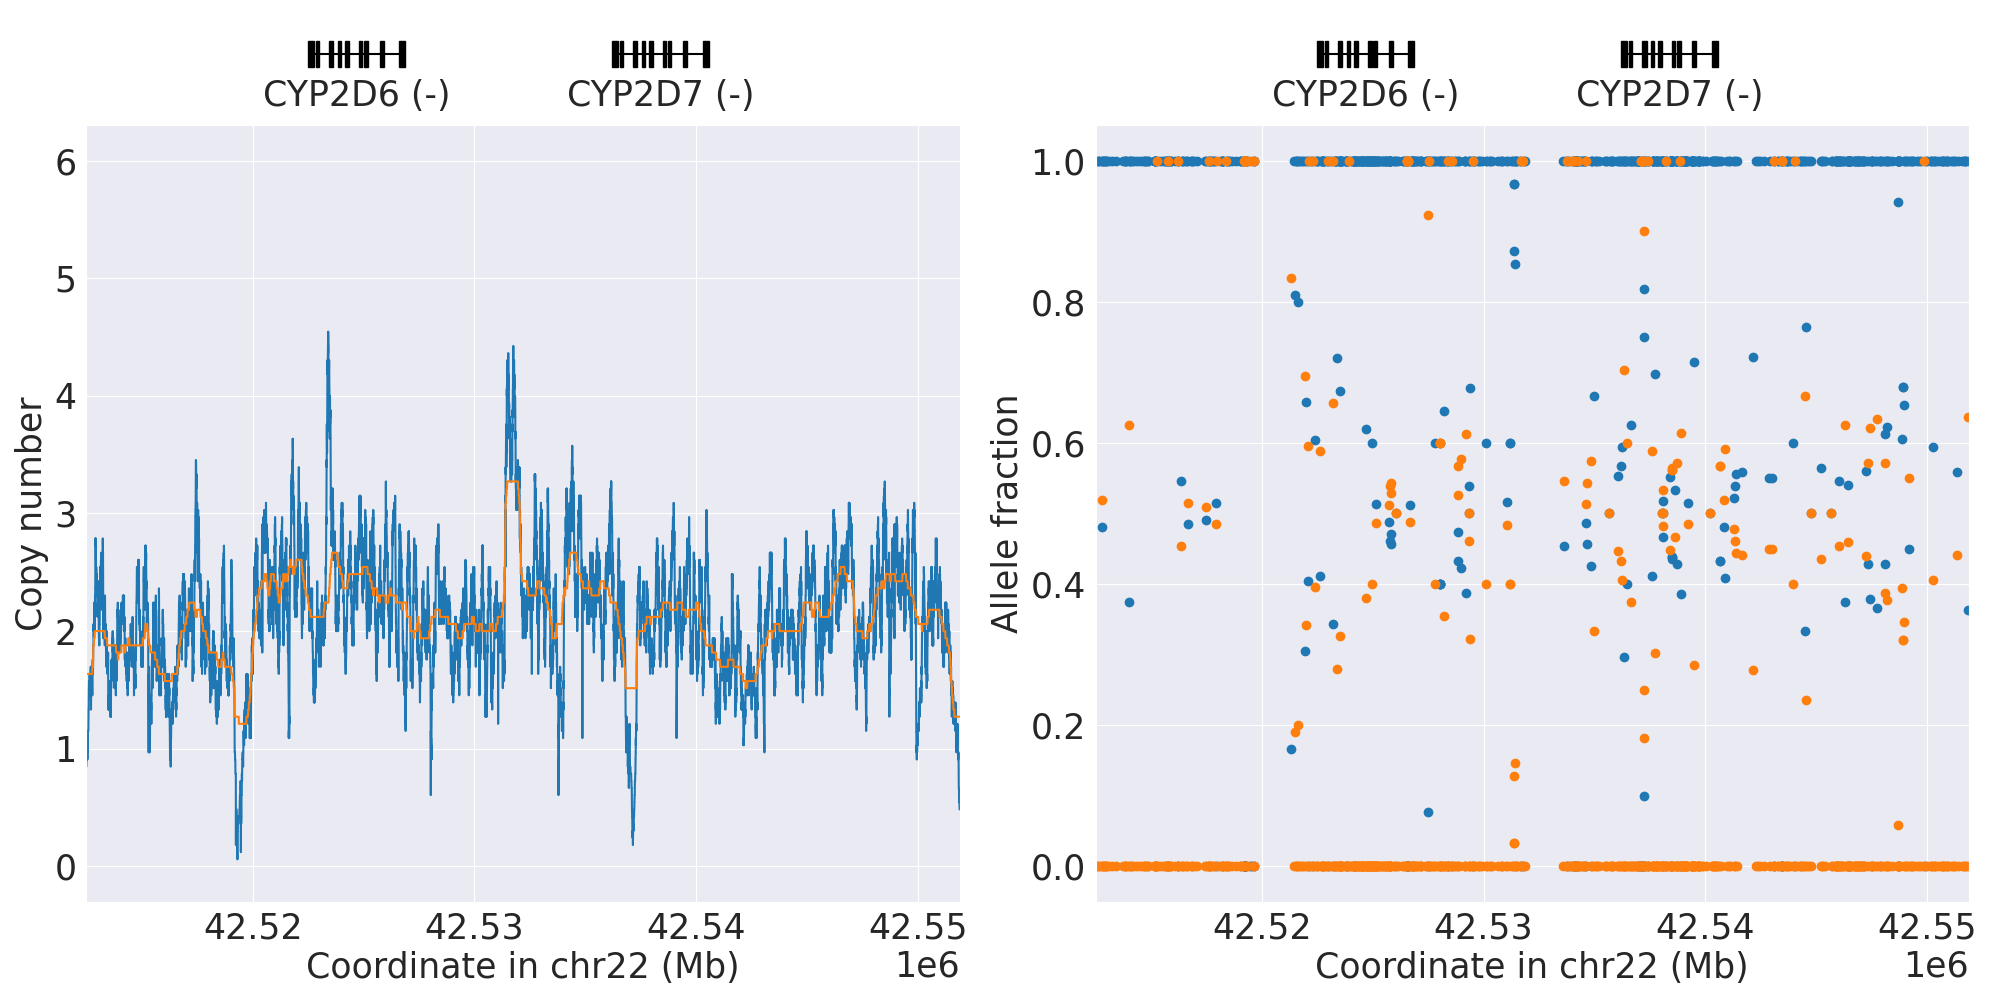 CYP2D6 (-)
CYP2D7 (-)
6
5
4
3
2
1
0
Copy number
42.52
42.53
42.54
42.55
Coordinate in chr22 (Mb)
1e6
CYP2D6 (-)
CYP2D7 (-)
1.0
0.8
0.6
0.4
0.2
0.0
Allele fraction
42.52
42.53
42.54
42.55
Coordinate in chr22 (Mb)
1e6